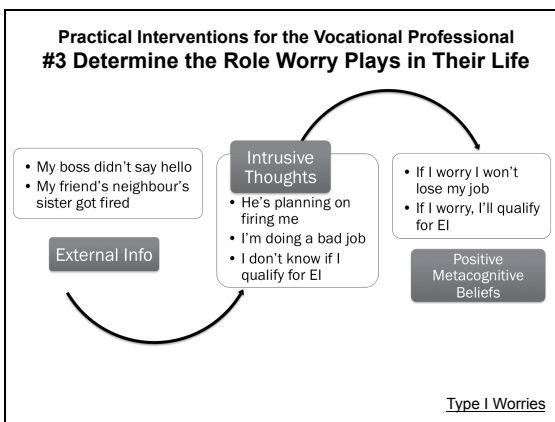 Practical Interventions for the Vocational Professional
#3 Determine the Role Worry Plays in Their Life
• My boss didn't say hello
• My friend's neighbour's
sister got fired
External Info
Intrusive
Thoughts
• He's planning on
firing me
• I'm doing a bad job
• I don't know if I
qualify for EI
• If I worry I won't
lose my job
• If I worry, I'll qualify
for EI
Positive
Metacognitive
Beliefs
Type I Worries